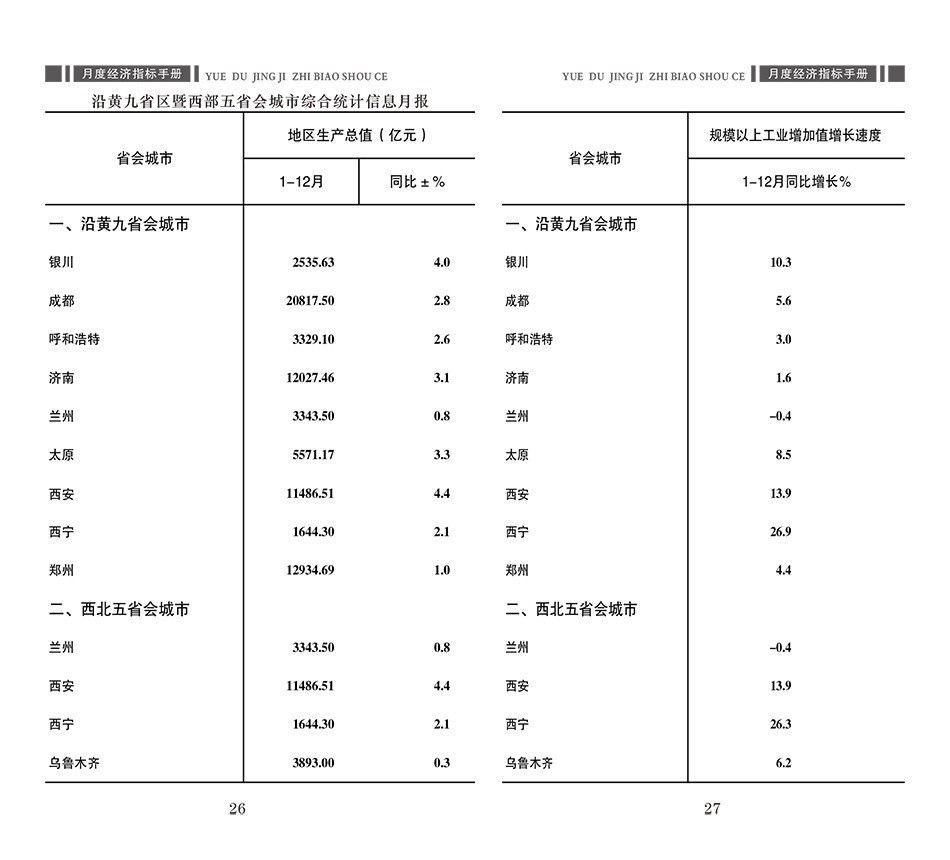 月度经济指标手册 YUE DU JING JI ZHI BIAO SHOU CE
沿黄九省区暨西部五省会城市综合统计信息月报
省会城市 地区生产总值（亿元）
1-12月 同比±%
一、沿黄九省会城市
银川 2535.63 4.0
成都 20817.50 2.8
呼和浩特 3329.10 2.6
济南 12027.46 3.1
兰州 3343.50 0.8
太原 5571.17 3.3
西安 11486.51 4.4
西宁 1644.30 2.1
郑州 12934.69 1.0
二、西北五省会城市
兰州 3343.50 0.8
西安 11486.51 4.4
西宁 1644.30 2.1
乌鲁木齐 3893.00 0.3
26
YUE DU JING JI ZHI BIAO SHOU CE 月度经济指标手册
省会城市 规模以上工业增加值增长速度
1-12月同比增长%
一、沿黄九省会城市
银川 10.3
成都 5.6
呼和浩特 3.0
济南 1.6
兰州 -0.4
太原 8.5
西安 13.9
西宁 26.9
郑州 4.4
二、西北五省会城市
兰州 -0.4
西安 13.9
西宁 26.3
乌鲁木齐 6.2
27